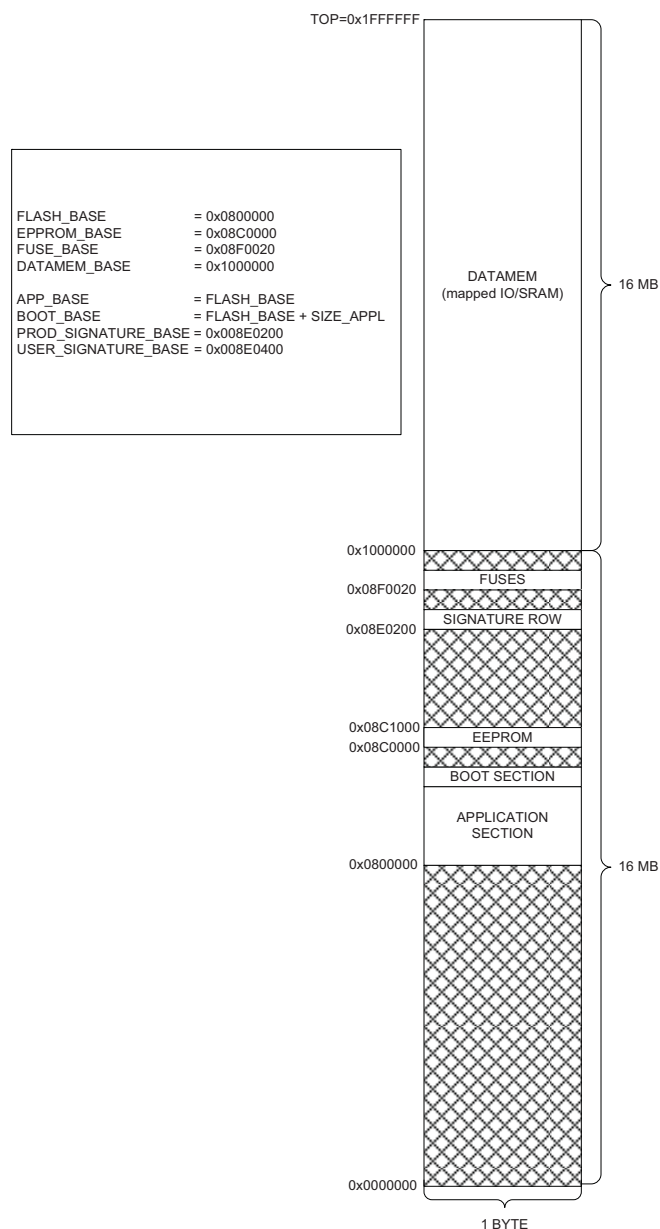 TOP=0x1FFFFFF
FLASH_BASE = 0x0800000
EPPROM_BASE = 0x08C0000
FUSE_BASE = 0x08F0020
DATAMEM_BASE = 0x1000000
APP_BASE = FLASH_BASE
BOOT_BASE = FLASH_BASE + SIZE_APPL
PROD_SIGNATURE_BASE = 0x008E0200
USER_SIGNATURE_BASE = 0x008E0400
DATAMEM
(mapped IO/SRAM)
16 MB
0x1000000
FUSES
0x08F0020
SIGNATURE ROW
0x08E0200
0x08C1000
EEPROM
0x08C0000
BOOT SECTION
APPLICATION
SECTION
0x0800000
16 MB
0x0000000
1 BYTE